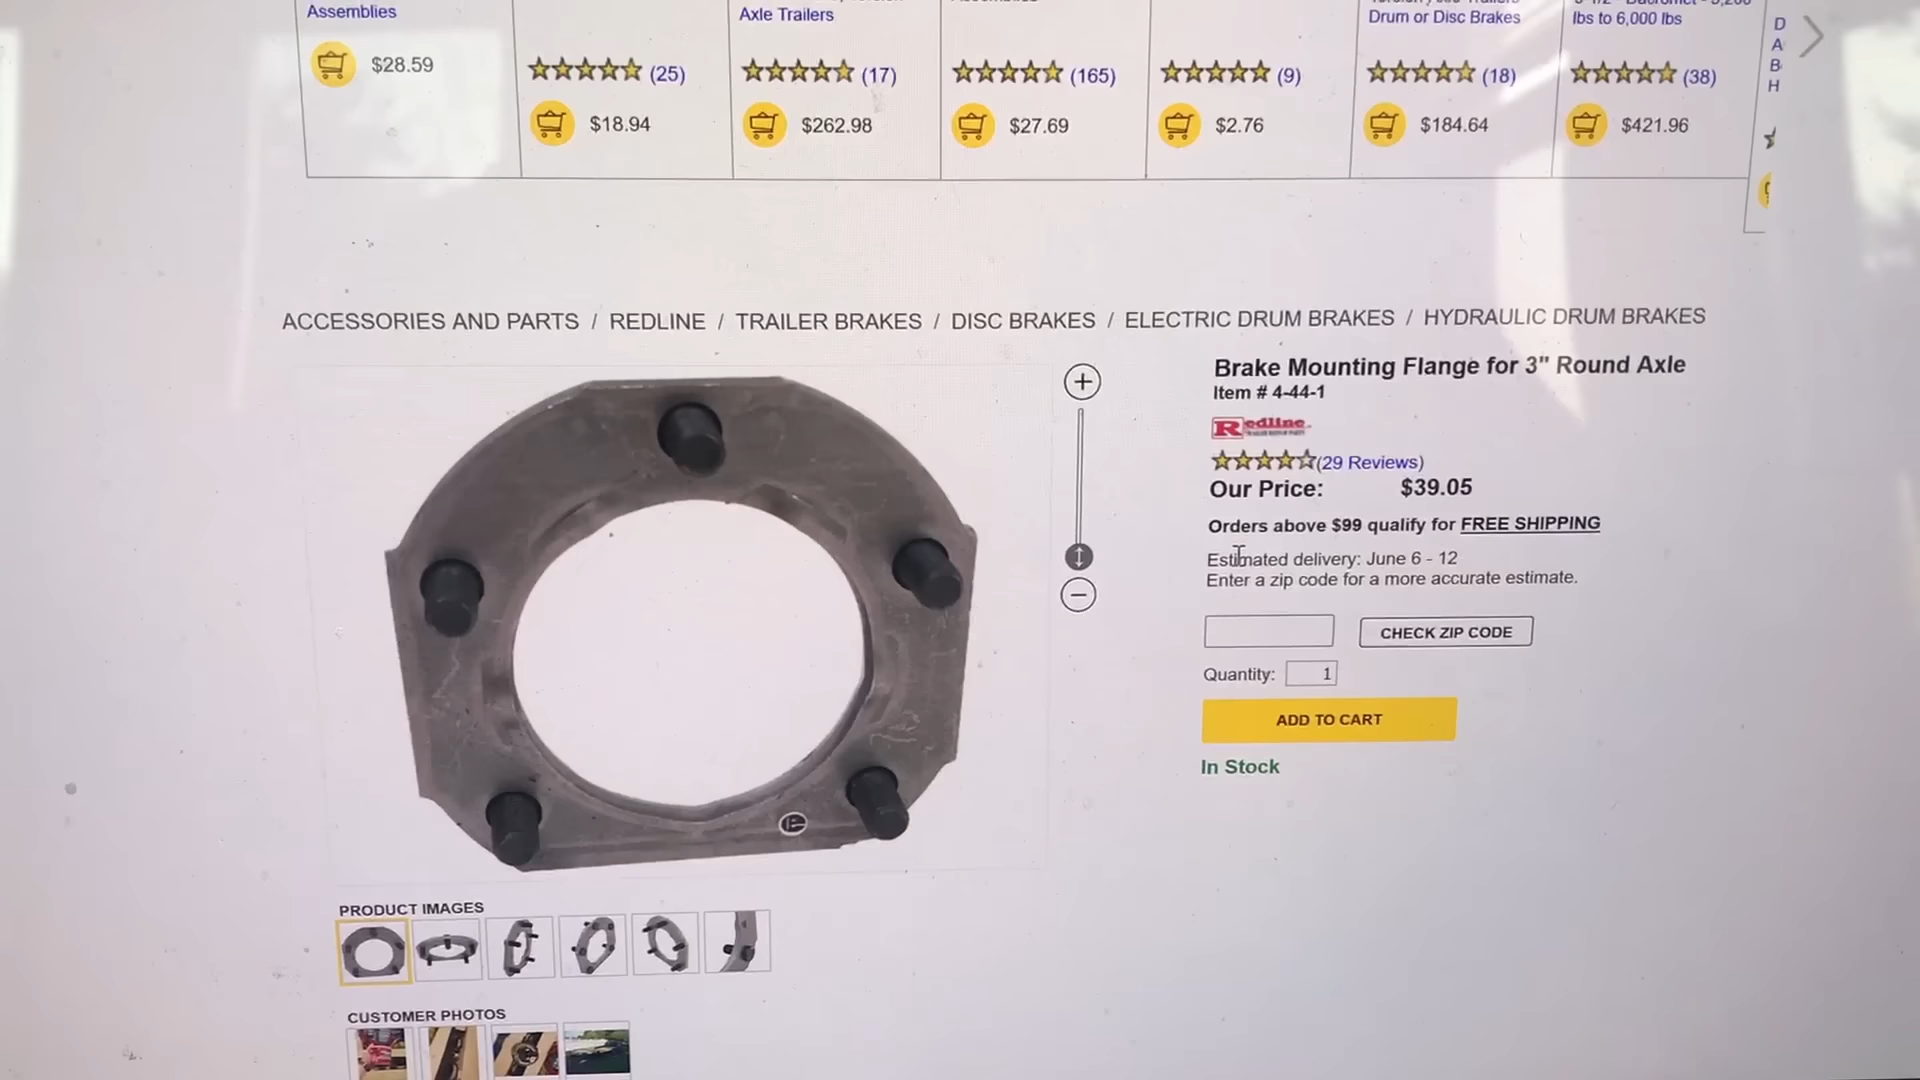 Assemblies
$28.59
(25)
$18.94
Axle Trailers
(17)
$262.98
(165)
$27.69
(9)
$2.76
Drum or Disc Brakes
(18)
$184.64
lbs to 6,000 lbs
(38)
$421.96
D
A
B
H
ACCESSORIES AND PARTS / REDLINE / TRAILER BRAKES / DISC BRAKES / ELECTRIC DRUM BRAKES / HYDRAULIC DRUM BRAKES
Brake Mounting Flange for 3" Round Axle
Item # 4-44-1
Redline
(29 Reviews)
Our Price: $39.05
Orders above $99 qualify for FREE SHIPPING
Estimated delivery: June 6 - 12
Enter a zip code for a more accurate estimate.
CHECK ZIP CODE
Quantity: 1
ADD TO CART
In Stock
PRODUCT IMAGES
CUSTOMER PHOTOS